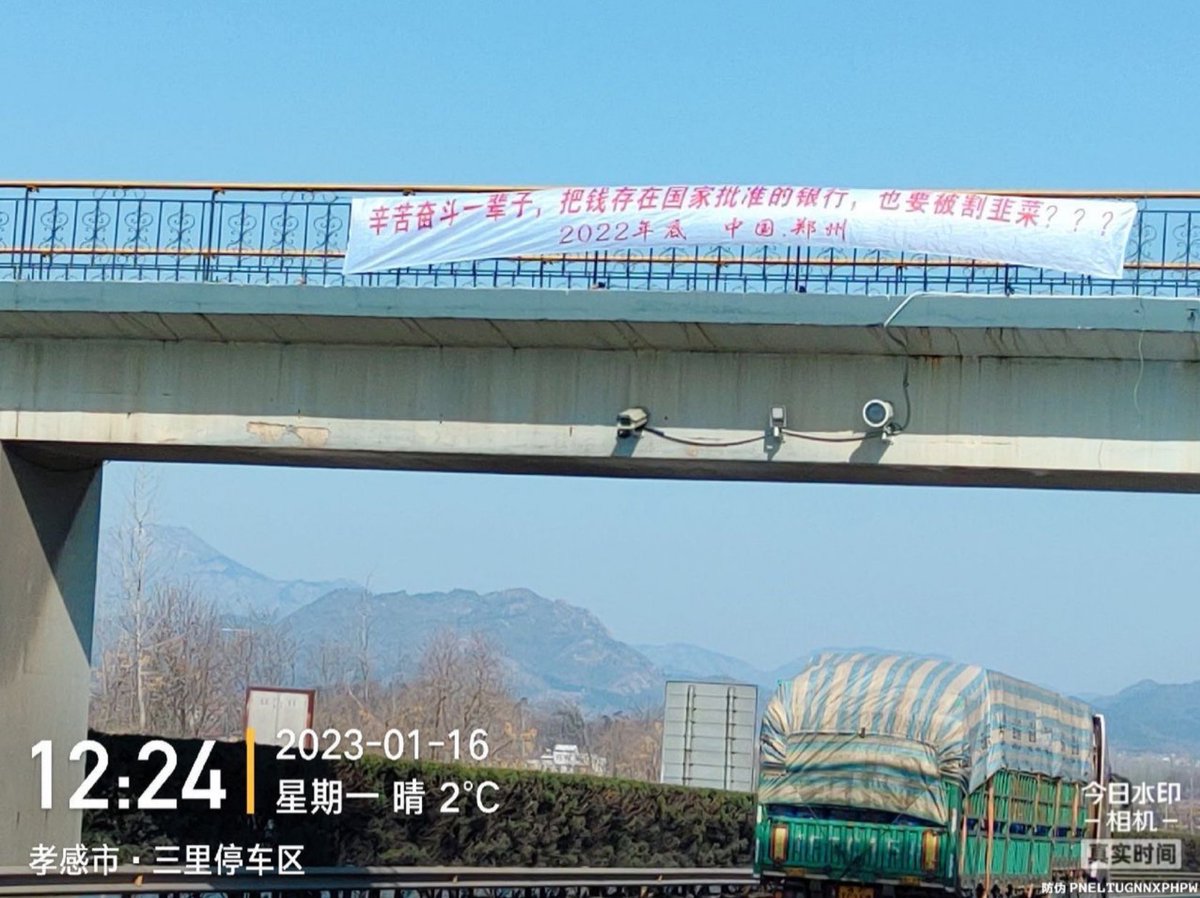 辛苦奋斗一辈子，把钱存在国家批准的银行，也要被割韭菜？？？？
2022年底 中国.郑州
12:24
2023-01-16
星期一 晴 2℃
孝感市·三里停车区
今日水印
-相机-
真实时间
防伪 PNELTUGNNXPHPW